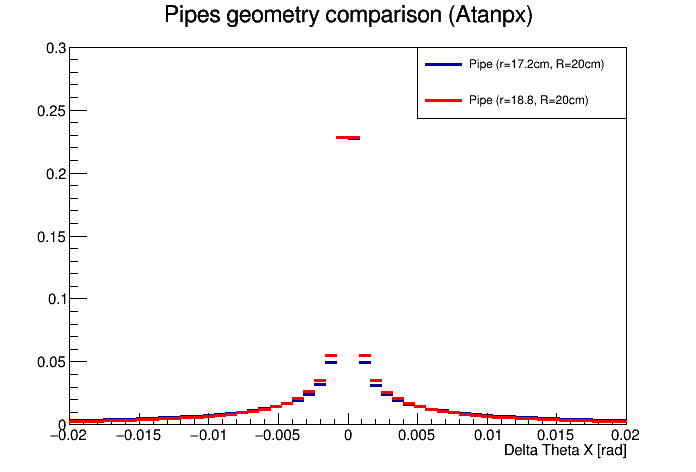 Pipes geometry comparison (Atanpx)
0.3
Pipe (r=17.2cm, R=20cm)
Pipe (r=18.8, R=20cm)
0.25
0.2
0.15
0.1
0.05
0
−0.02 −0.015 −0.01 −0.005 0 0.005 0.01 0.015 0.02
Delta Theta X [rad]